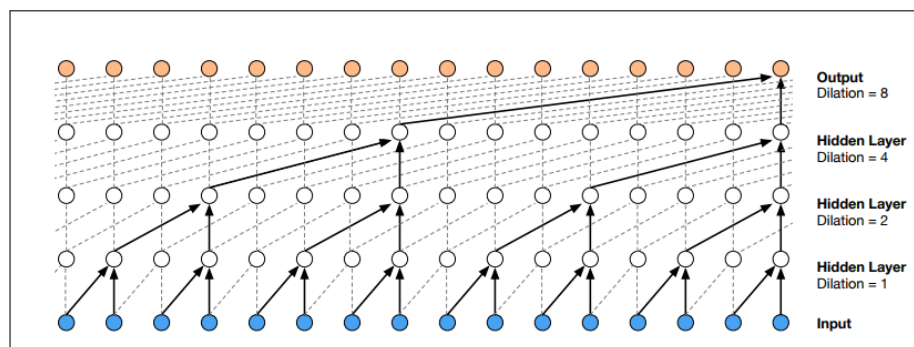 Output
Dilation = 8
Hidden Layer
Dilation = 4
Hidden Layer
Dilation = 2
Hidden Layer
Dilation = 1
Input